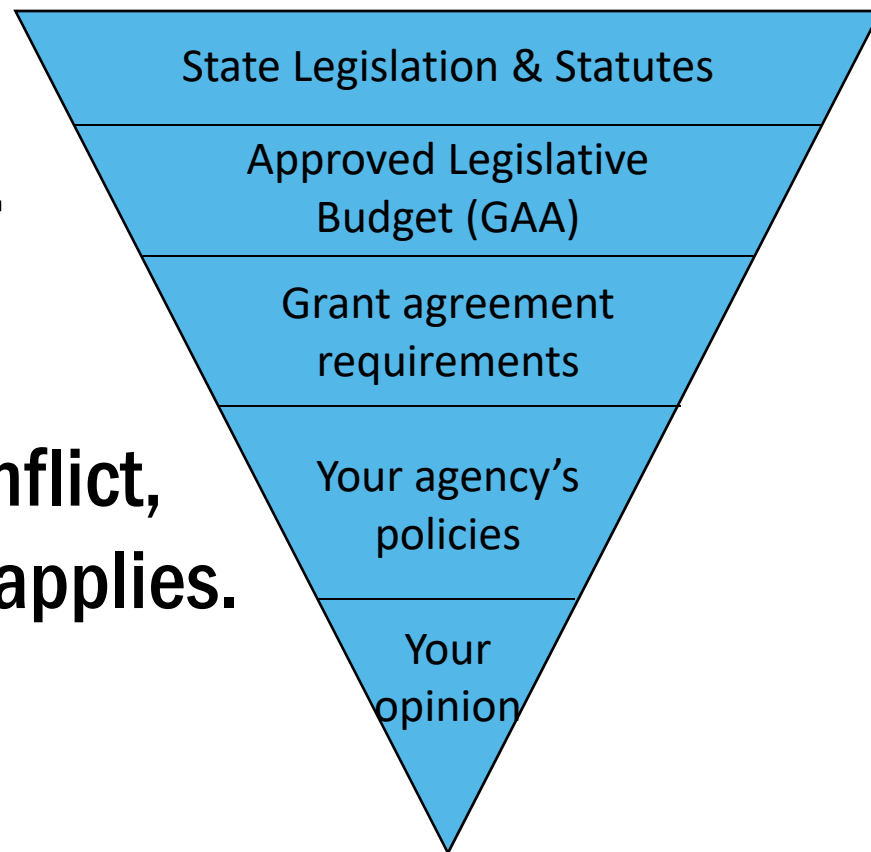 State Legislation & Statutes
Approved Legislative
Budget (GAA)
Grant agreement
requirements
nflict,
applies.
Your agency’s
policies
Your
opinion